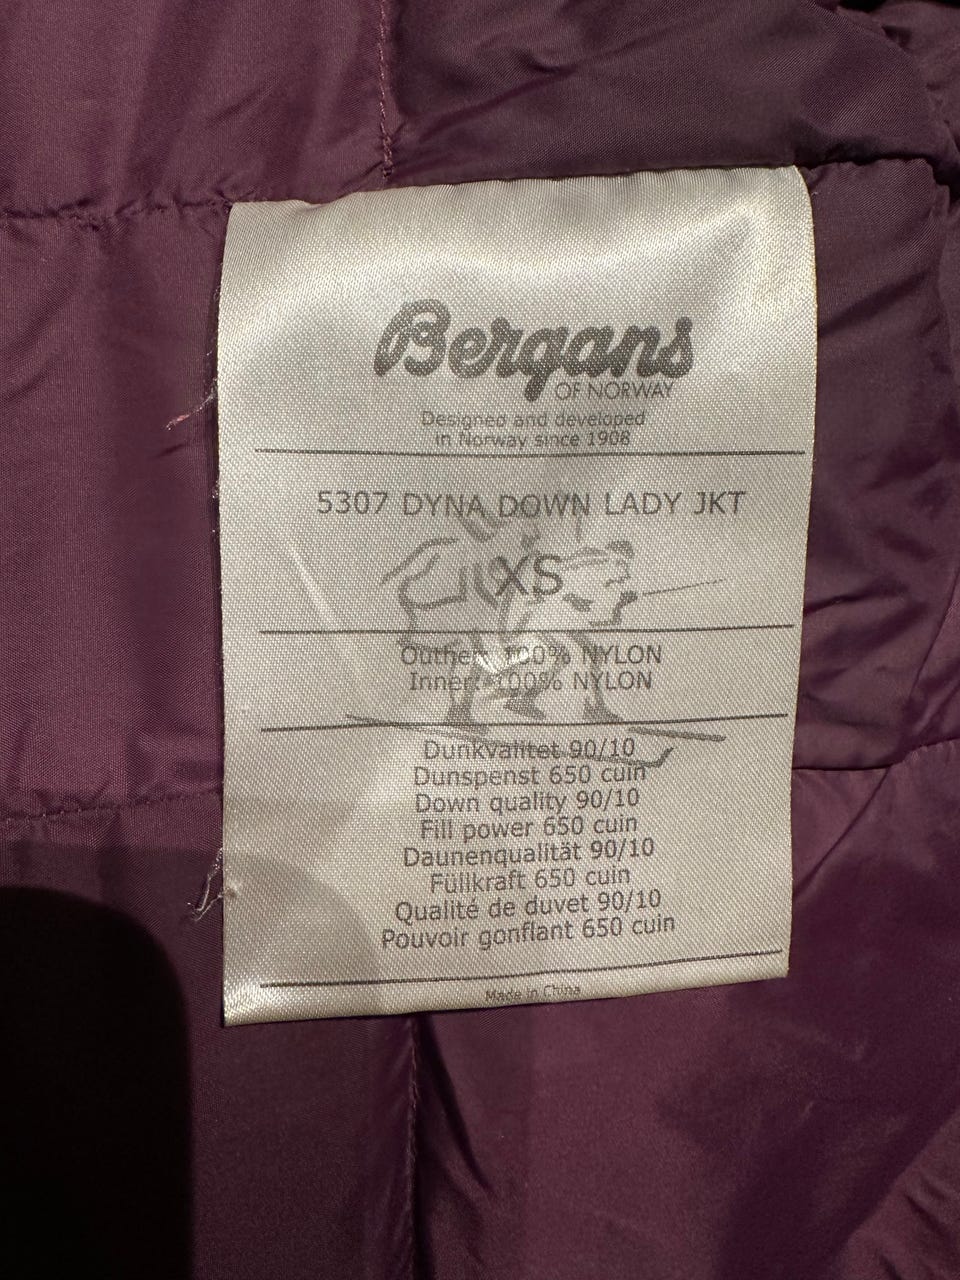 Bergans
OF NORWAY
Designed and developed
in Norway since 1908
5307 DYNA DOWN LADY JKT
XS
Outher: 100% NYLON
Inner: 100% NYLON
Dunkvalitet 90/10
Dunspenst 650 cuin
Down quality 90/10
Fill power 650 cuin
Daunenqualität 90/10
Füllkraft 650 cuin
Qualité de duvet 90/10
Pouvoir gonflant 650 cuin
Made in China